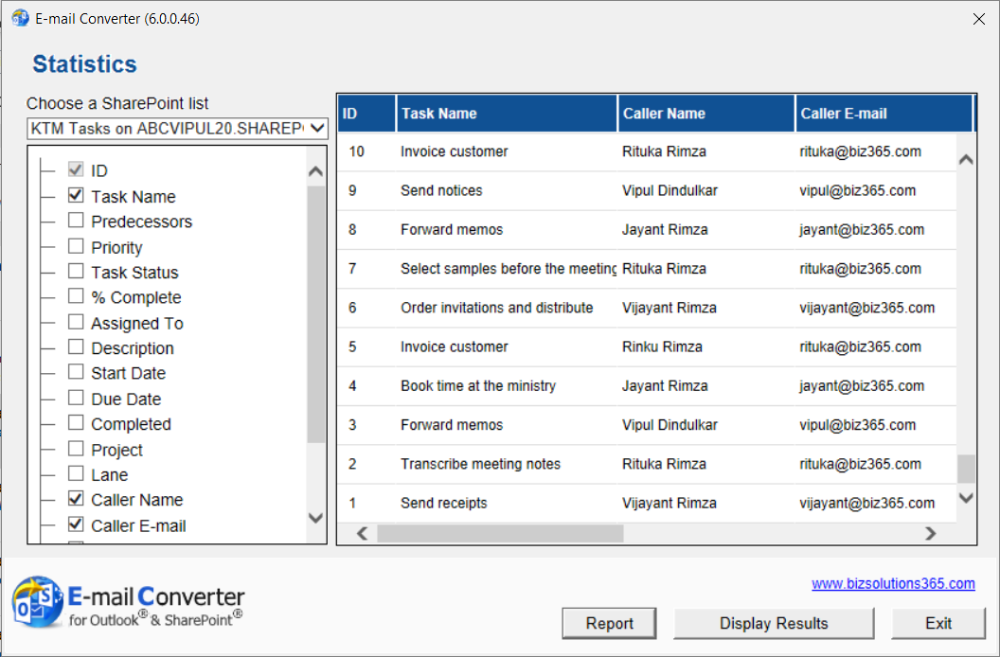 E-mail Converter (6.0.0.46)
Statistics
Choose a SharePoint list
KTM Tasks on ABCVIPUL20.SHAREP
ID
Task Name
Predecessors
Priority
Task Status
% Complete
Assigned To
Description
Start Date
Due Date
Completed
Project
Lane
Caller Name
Caller E-mail
ID Task Name Caller Name Caller E-mail
10 Invoice customer Rituka Rimza rituka@biz365.com
9 Send notices Vipul Dindulkar vipul@biz365.com
8 Forward memos Jayant Rimza jayant@biz365.com
7 Select samples before the meeting Rituka Rimza rituka@biz365.com
6 Order invitations and distribute Vijayant Rimza vijayant@biz365.com
5 Invoice customer Rinku Rimza rituka@biz365.com
4 Book time at the ministry Jayant Rimza jayant@biz365.com
3 Forward memos Vipul Dindulkar vipul@biz365.com
2 Transcribe meeting notes Rituka Rimza rituka@biz365.com
1 Send receipts Vijayant Rimza vijayant@biz365.com
E-mail Converter
for Outlook® & SharePoint®
www.bizsolutions365.com
Report Display Results Exit